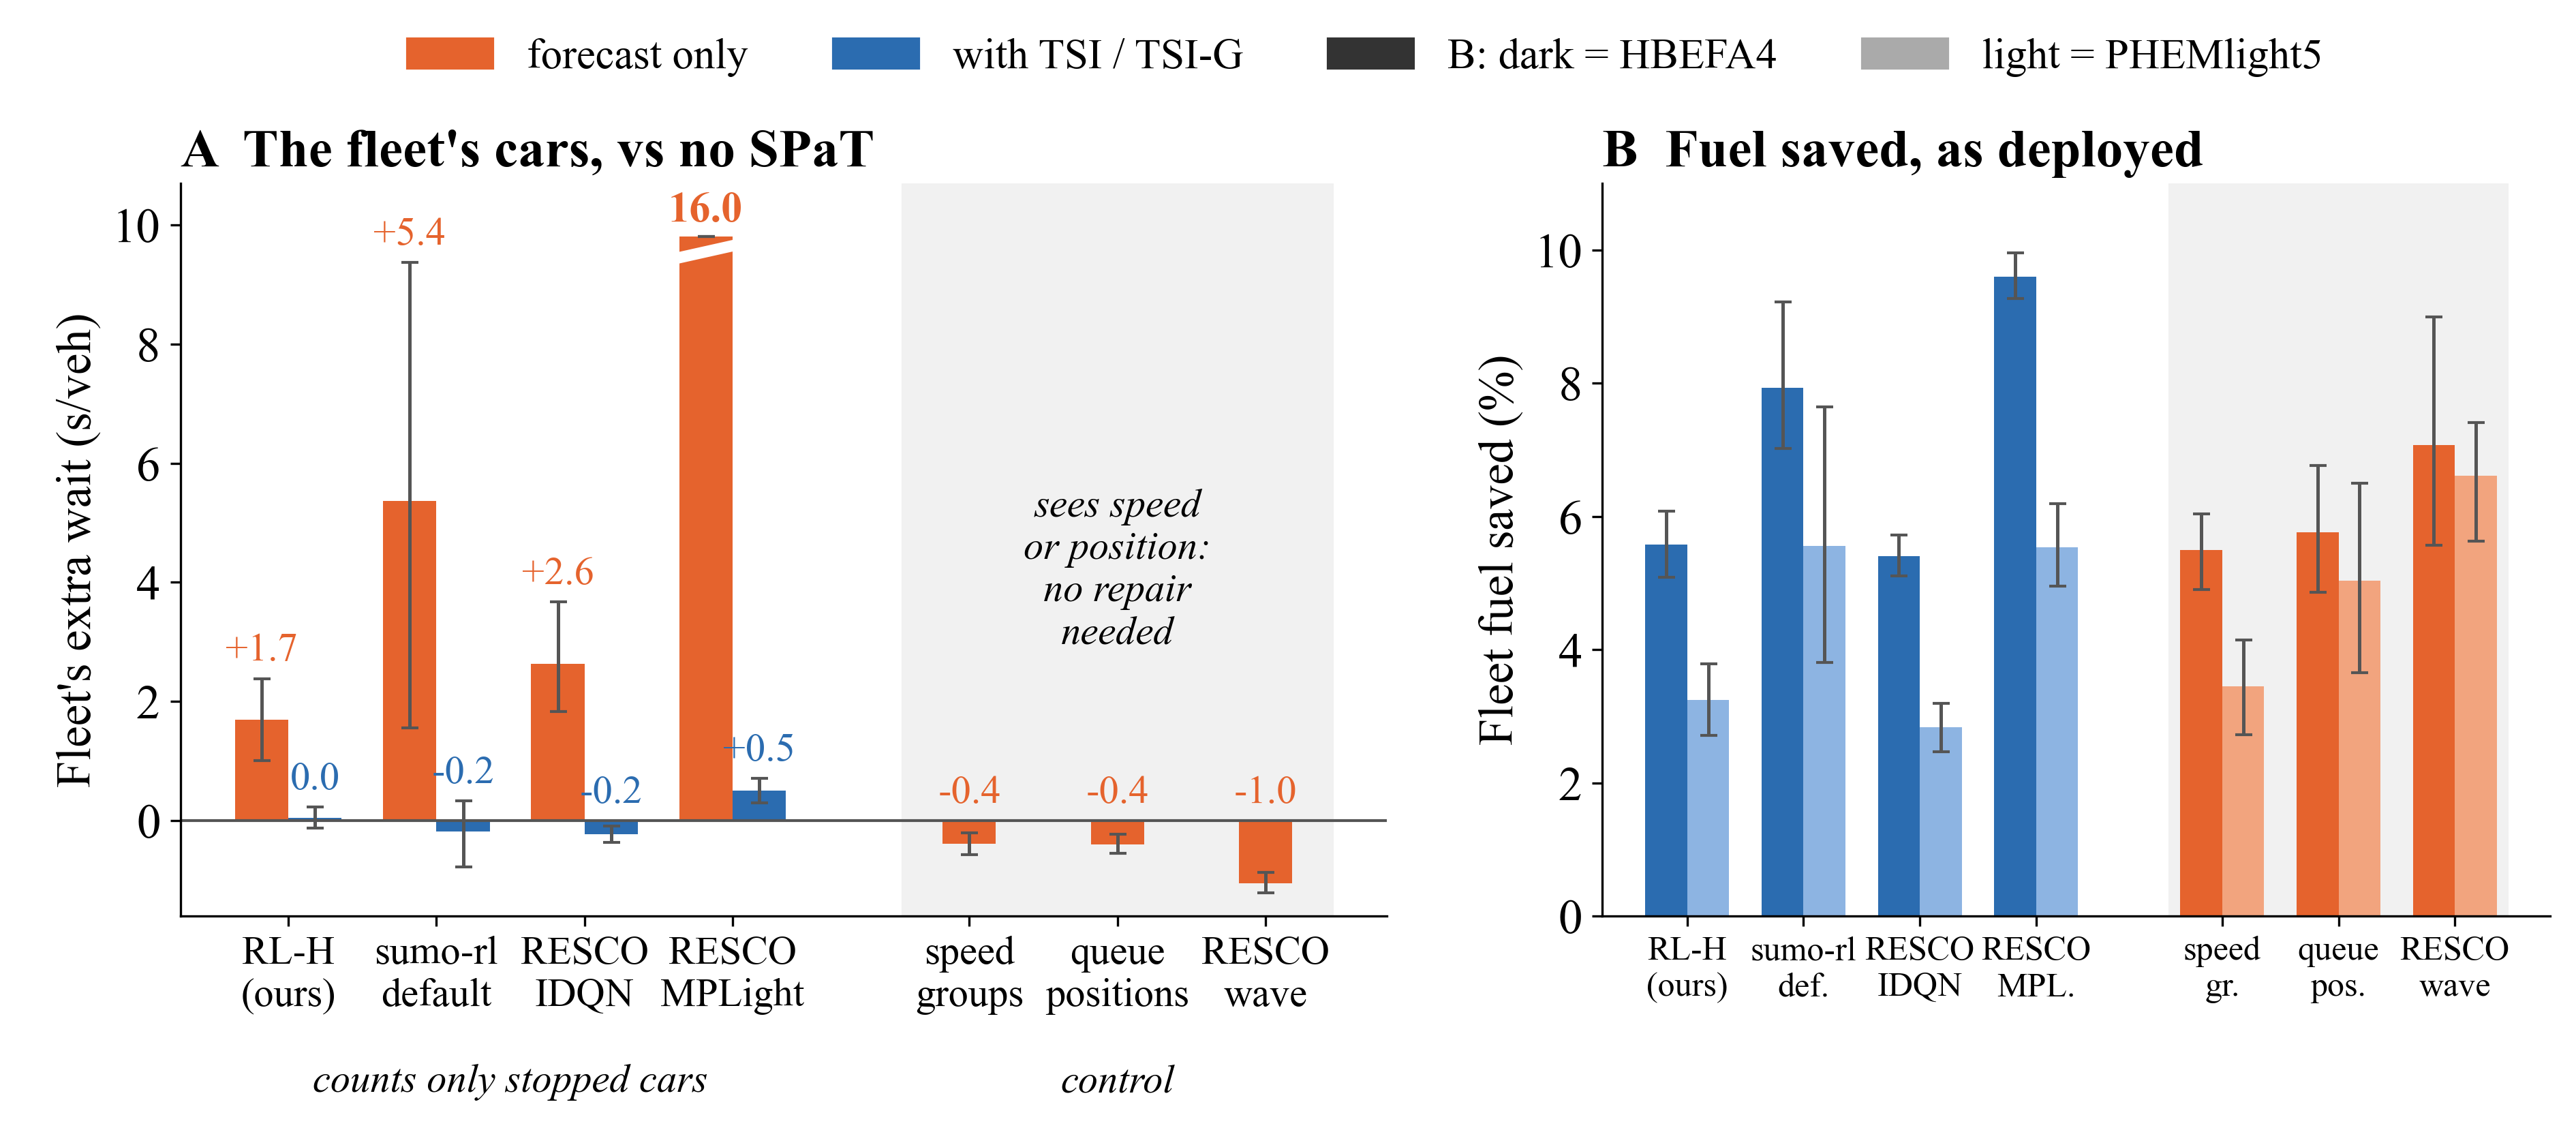 forecast only
with TSI / TSI-G
B: dark = HBEFA4
light = PHEMlight5
A The fleet's cars, vs no SPaT
Fleet's extra wait (s/veh)
10
8
6
4
2
0
+1.7
0.0
+5.4
-0.2
+2.6
-0.2
16.0
+0.5
-0.4
-0.4
-1.0
sees speed
or position:
no repair
needed
RL-H
(ours)
sumo-rl
default
RESCO
IDQN
RESCO
MPLight
speed
groups
queue
positions
RESCO
wave
counts only stopped cars
control
B Fuel saved, as deployed
Fleet fuel saved (%)
10
8
6
4
2
0
RL-H
(ours)
sumo-rl
def.
RESCO
IDQN
RESCO
MPL.
speed
gr.
queue
pos.
RESCO
wave